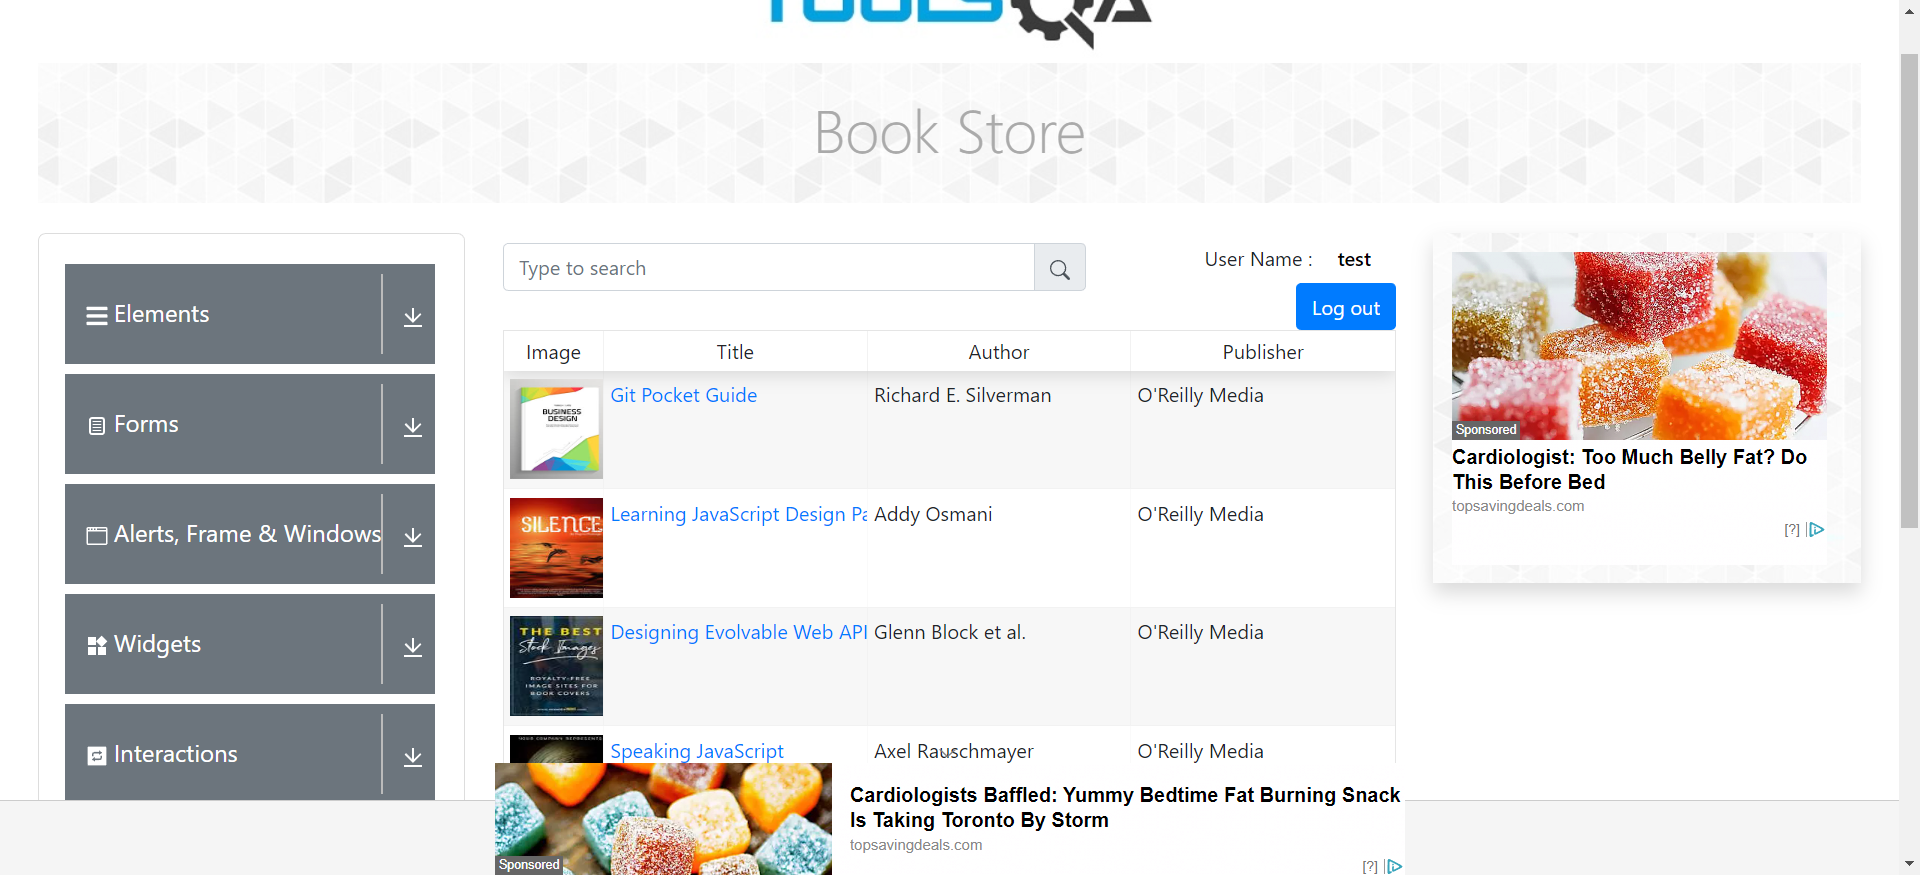 TOOLSQA
Book Store
Elements
Forms
Alerts, Frame & Windows
Widgets
Interactions
Type to search
User Name : test
Log out
Image Title Author Publisher
BUSINESS
DESIGN
Git Pocket Guide Richard E. Silverman O'Reilly Media
SILENCE
Learning JavaScript Design Pa Addy Osmani O'Reilly Media
THE BEST
Stock Images
ROYALTY-FREE
IMAGE SITES FOR
BOOK COVERS
Designing Evolvable Web API Glenn Block et al. O'Reilly Media
YOUR COMPANY REPRESENTS
Speaking JavaScript Axel Rauschmayer O'Reilly Media
Sponsored
Cardiologists Baffled: Yummy Bedtime Fat Burning Snack
Is Taking Toronto By Storm
topsavingdeals.com
[?]
Sponsored
Cardiologist: Too Much Belly Fat? Do
This Before Bed
topsavingdeals.com
[?]